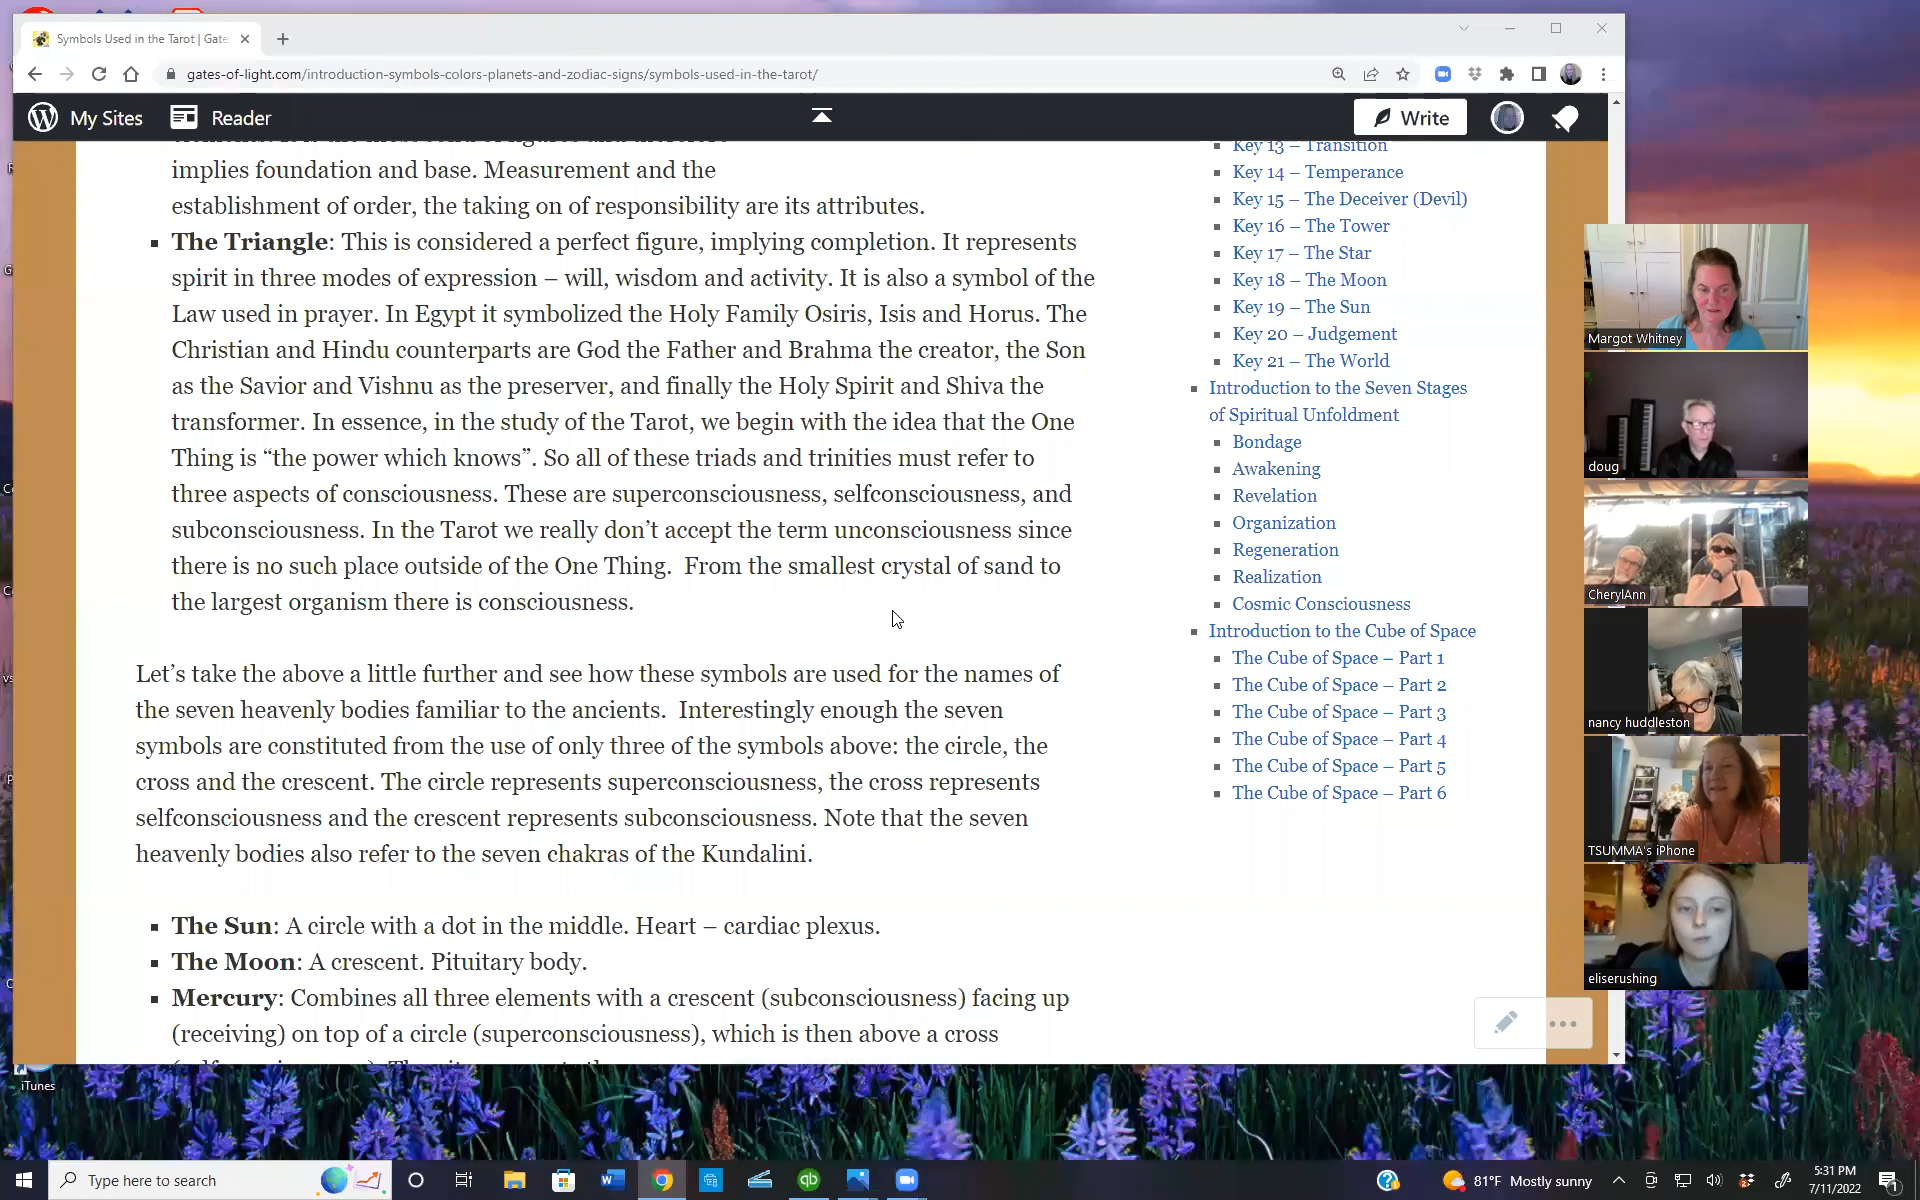 Symbols Used in the Tarot | Gate
gates-of-light.com/introduction-symbols-colors-planets-and-zodiac-signs/symbols-used-in-the-tarot/
My Sites
Reader
Write
implies foundation and base. Measurement and the
establishment of order, the taking on of responsibility are its attributes.
The Triangle: This is considered a perfect figure, implying completion. It represents
spirit in three modes of expression – will, wisdom and activity. It is also a symbol of the
Law used in prayer. In Egypt it symbolized the Holy Family Osiris, Isis and Horus. The
Christian and Hindu counterparts are God the Father and Brahma the creator, the Son
as the Savior and Vishnu as the preserver, and finally the Holy Spirit and Shiva the
transformer. In essence, in the study of the Tarot, we begin with the idea that the One
Thing is “the power which knows”. So all of these triads and trinities must refer to
three aspects of consciousness. These are superconsciousness, selfconsciousness, and
subconsciousness. In the Tarot we really don’t accept the term unconsciousness since
there is no such place outside of the One Thing.  From the smallest crystal of sand to
the largest organism there is consciousness.
Let’s take the above a little further and see how these symbols are used for the names of
the seven heavenly bodies familiar to the ancients.  Interestingly enough the seven
symbols are constituted from the use of only three of the symbols above: the circle, the
cross and the crescent. The circle represents superconsciousness, the cross represents
selfconsciousness and the crescent represents subconsciousness. Note that the seven
heavenly bodies also refer to the seven chakras of the Kundalini.
The Sun: A circle with a dot in the middle. Heart – cardiac plexus.
The Moon: A crescent. Pituitary body.
Mercury: Combines all three elements with a crescent (subconsciousness) facing up
(receiving) on top of a circle (superconsciousness), which is then above a cross
Key 13 – Transition
Key 14 – Temperance
Key 15 – The Deceiver (Devil)
Key 16 – The Tower
Key 17 – The Star
Key 18 – The Moon
Key 19 – The Sun
Key 20 – Judgement
Key 21 – The World
Introduction to the Seven Stages
of Spiritual Unfoldment
Bondage
Awakening
Revelation
Organization
Regeneration
Realization
Cosmic Consciousness
Introduction to the Cube of Space
The Cube of Space – Part 1
The Cube of Space – Part 2
The Cube of Space – Part 3
The Cube of Space – Part 4
The Cube of Space – Part 5
The Cube of Space – Part 6
Margot Whitney
doug
CherylAnn
nancy huddleston
TSUMMA's iPhone
eliserushing
iTunes
Type here to search
81°F Mostly sunny
5:31 PM
7/11/2022